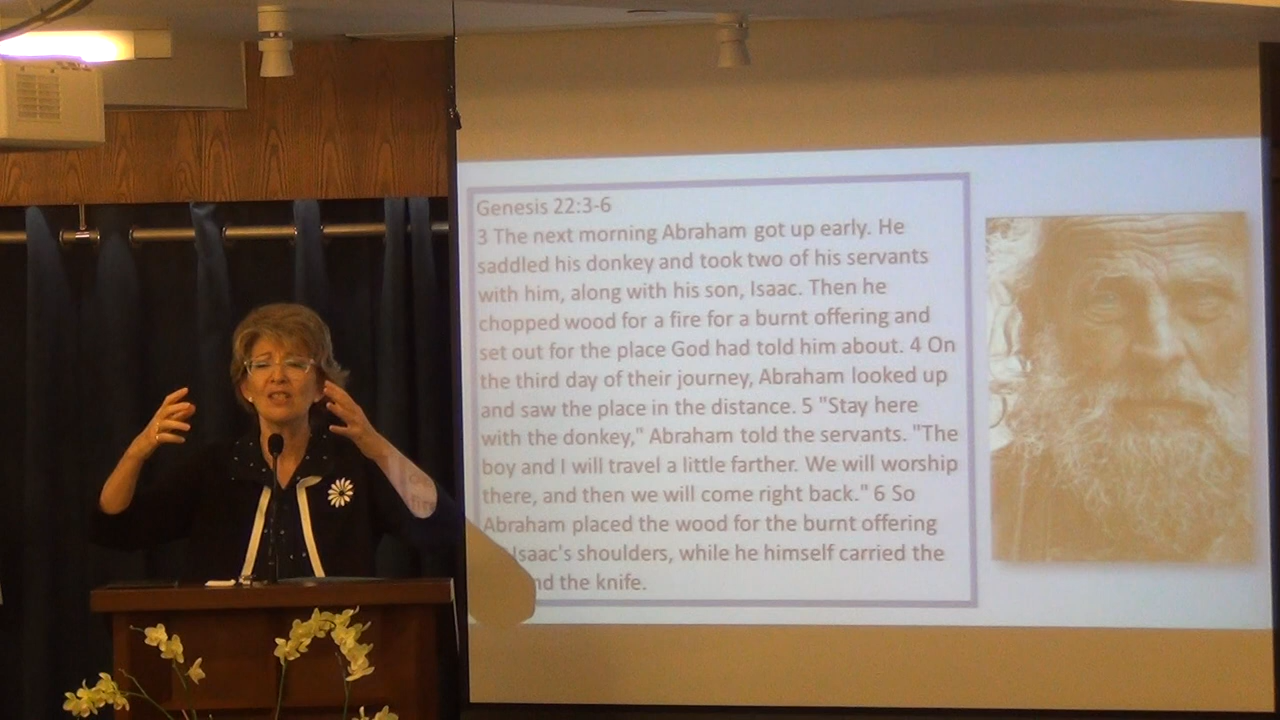 Genesis 22:3-6
3 The next morning Abraham got up early. He
saddled his donkey and took two of his servants
with him, along with his son, Isaac. Then he
chopped wood for a fire for a burnt offering and
set out for the place God had told him about. 4 On
the third day of their journey, Abraham looked up
and saw the place in the distance. 5 "Stay here
with the donkey," Abraham told the servants. "The
boy and I will travel a little farther. We will worship
there, and then we will come right back." 6 So
Abraham placed the wood for the burnt offering
Isaac's shoulders, while he himself carried the
nd the knife.